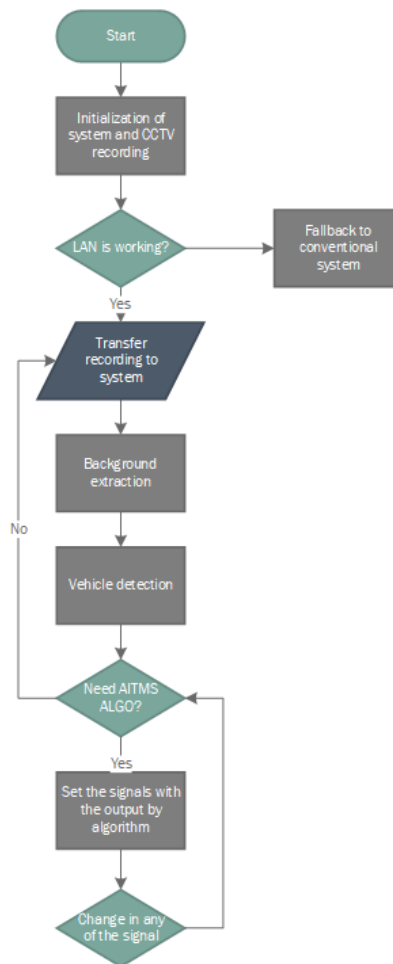 Start
Initialization of
system and CCTV
recording
LAN is working?
Fallback to
conventional
system
Yes
Transfer
recording to
system
Background
extraction
No
Vehicle detection
Need AITMS
ALGO?
Yes
Set the signals with
the output by
algorithm
Change in any
of the signal